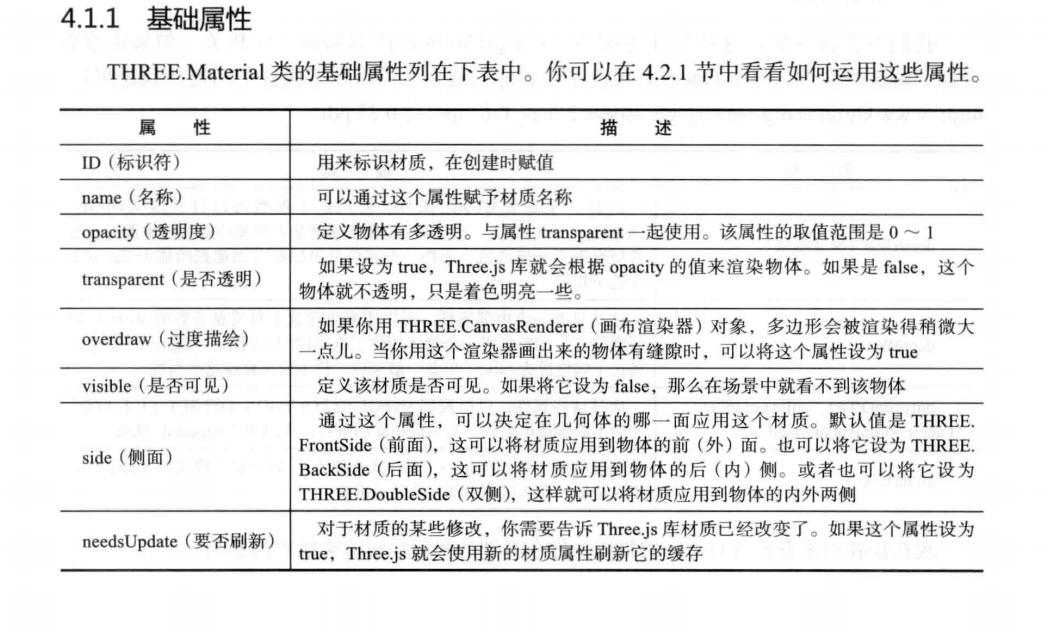 4.1.1 基础属性
THREE.Material 类的基础属性列在下表中。你可以在 4.2.1 节中看看如何运用这些属性。
属 性
描 述
ID（标识符）
用来标识材质，在创建时赋值
name（名称）
可以通过这个属性赋予材质名称
opacity（透明度）
定义物体有多透明。与属性 transparent 一起使用。该属性的取值范围是 0 ～ 1
transparent（是否透明）
如果设为 true，Three.js 库就会根据 opacity 的值来渲染物体。如果是 false，这个
物体就不透明，只是着色明亮一些。
overdraw（过度描绘）
如果你用 THREE.CanvasRenderer（画布渲染器）对象，多边形会被渲染得稍微大
一点儿。当你用这个渲染器画出来的物体有缝隙时，可以将这个属性设为 true
visible（是否可见）
定义该材质是否可见。如果将它设为 false，那么在场景中就看不到该物体
side（侧面）
通过这个属性，可以决定在几何体的哪一面应用这个材质。默认值是 THREE.
FrontSide（前面），这可以将材质应用到物体的前（外）面。也可以将它设为 THREE.
BackSide（后面），这可以将材质应用到物体的后（内）侧。或者也可以将它设为
THREE.DoubleSide（双侧），这样就可以将材质应用到物体的内外两侧
needsUpdate（要否刷新）
对于材质的某些修改，你需要告诉 Three.js 库材质已经改变了。如果这个属性设为
true，Three.js 就会使用新的材质属性刷新它的缓存